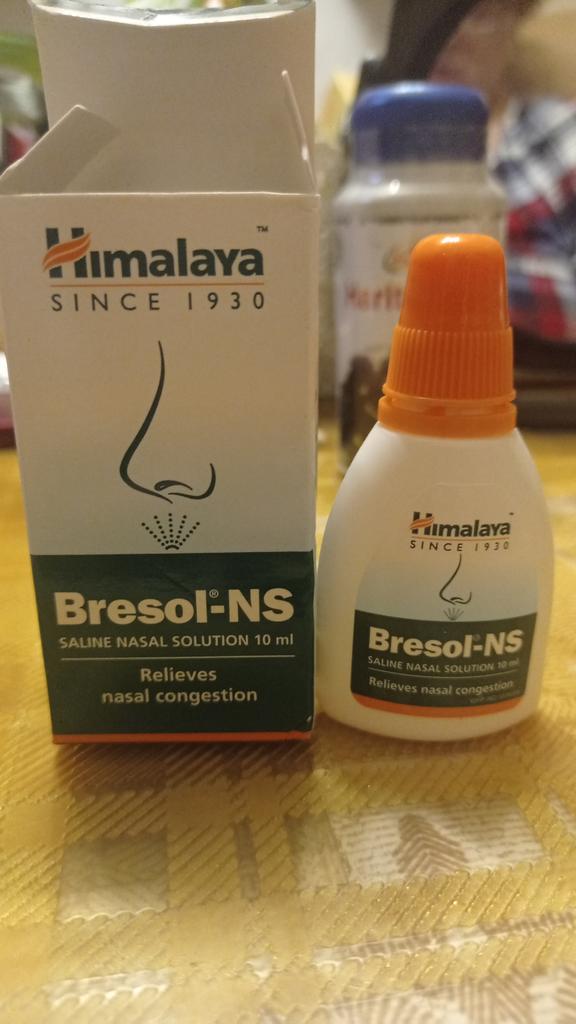 Himalaya™
SINCE 1930
Bresol®-NS
SALINE NASAL SOLUTION 10 ml
Relieves
nasal congestion
Himalaya
SINCE 1930
Bresol®-NS
SALINE NASAL SOLUTION 10 ml
Relieves nasal congestion